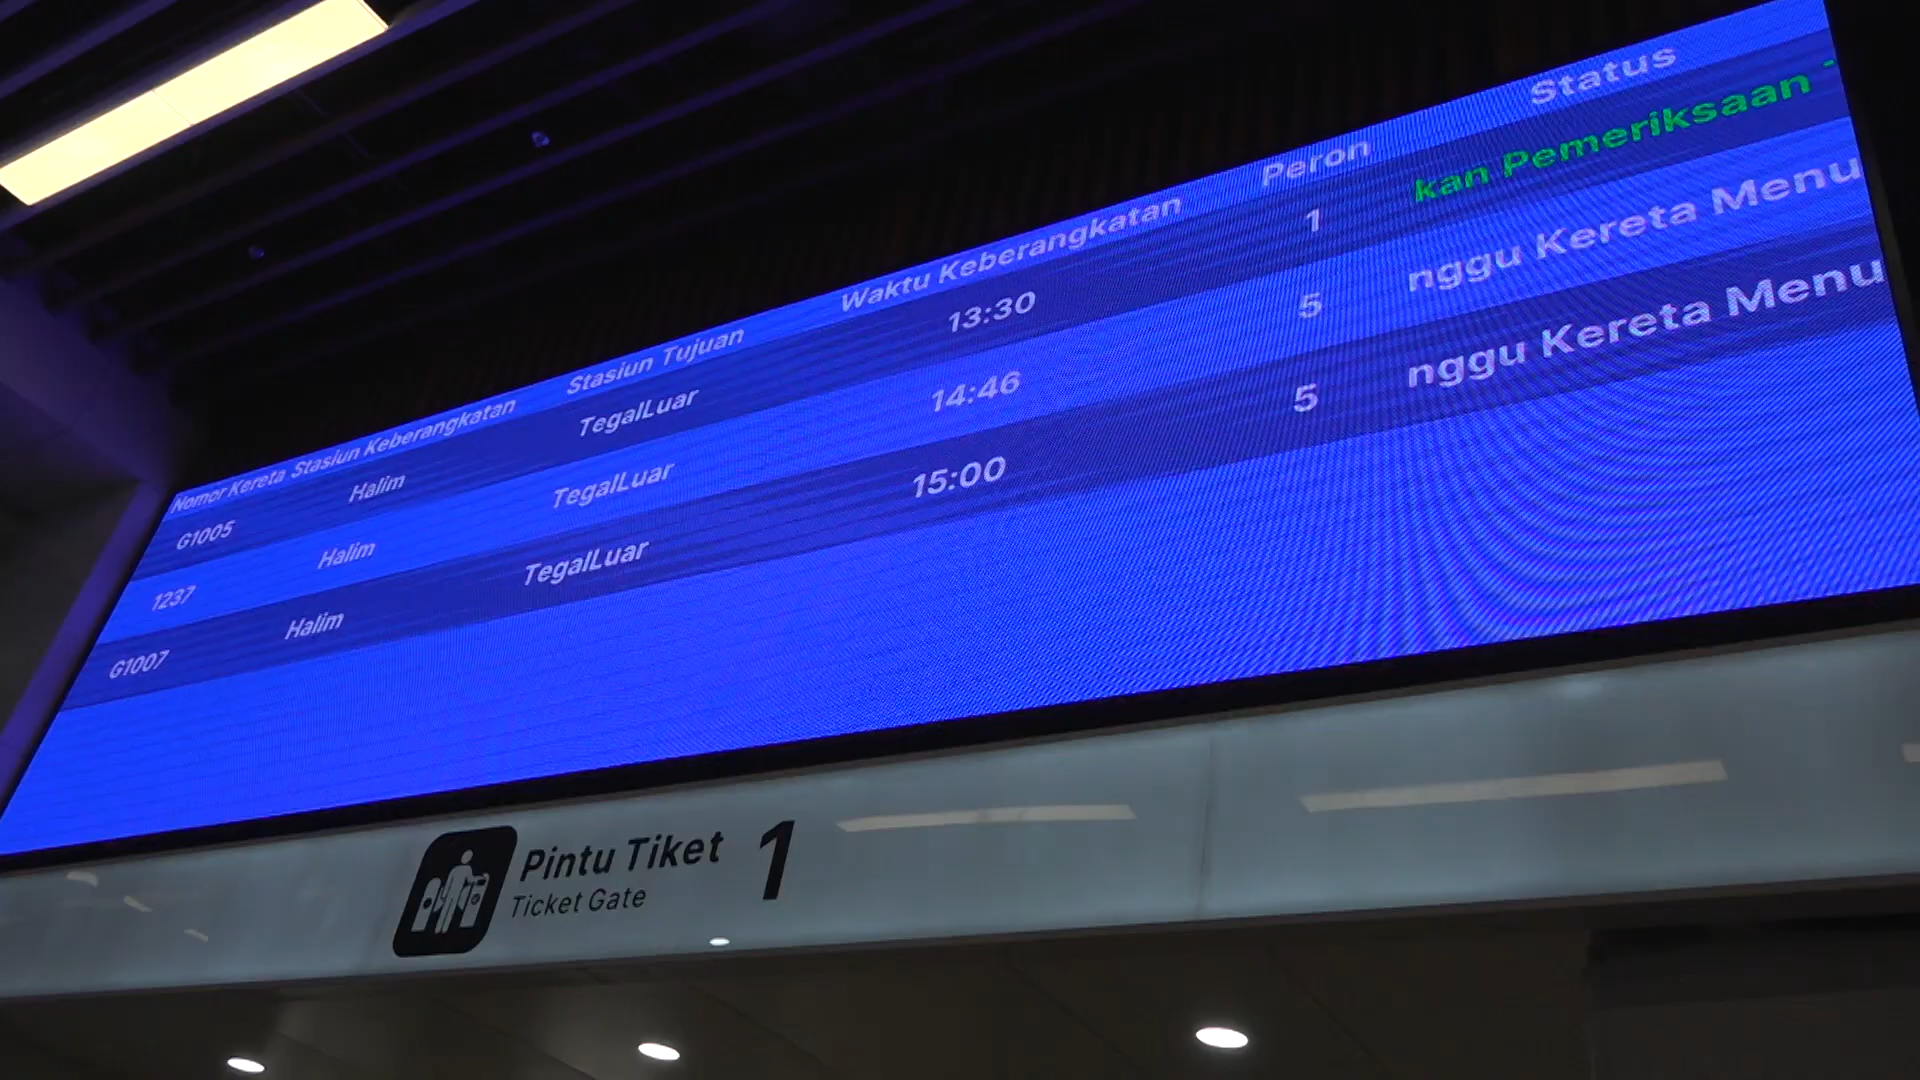 Nomor Kereta Stasiun Keberangkatan Stasiun Tujuan Waktu Keberangkatan Peron Status
G1005 Halim TegalLuar 13:30 1 kan Pemeriksaan
1237 Halim TegalLuar 14:46 5 nggu Kereta Menu
G1007 Halim TegalLuar 15:00 5 nggu Kereta Menu
Pintu Tiket 1
Ticket Gate